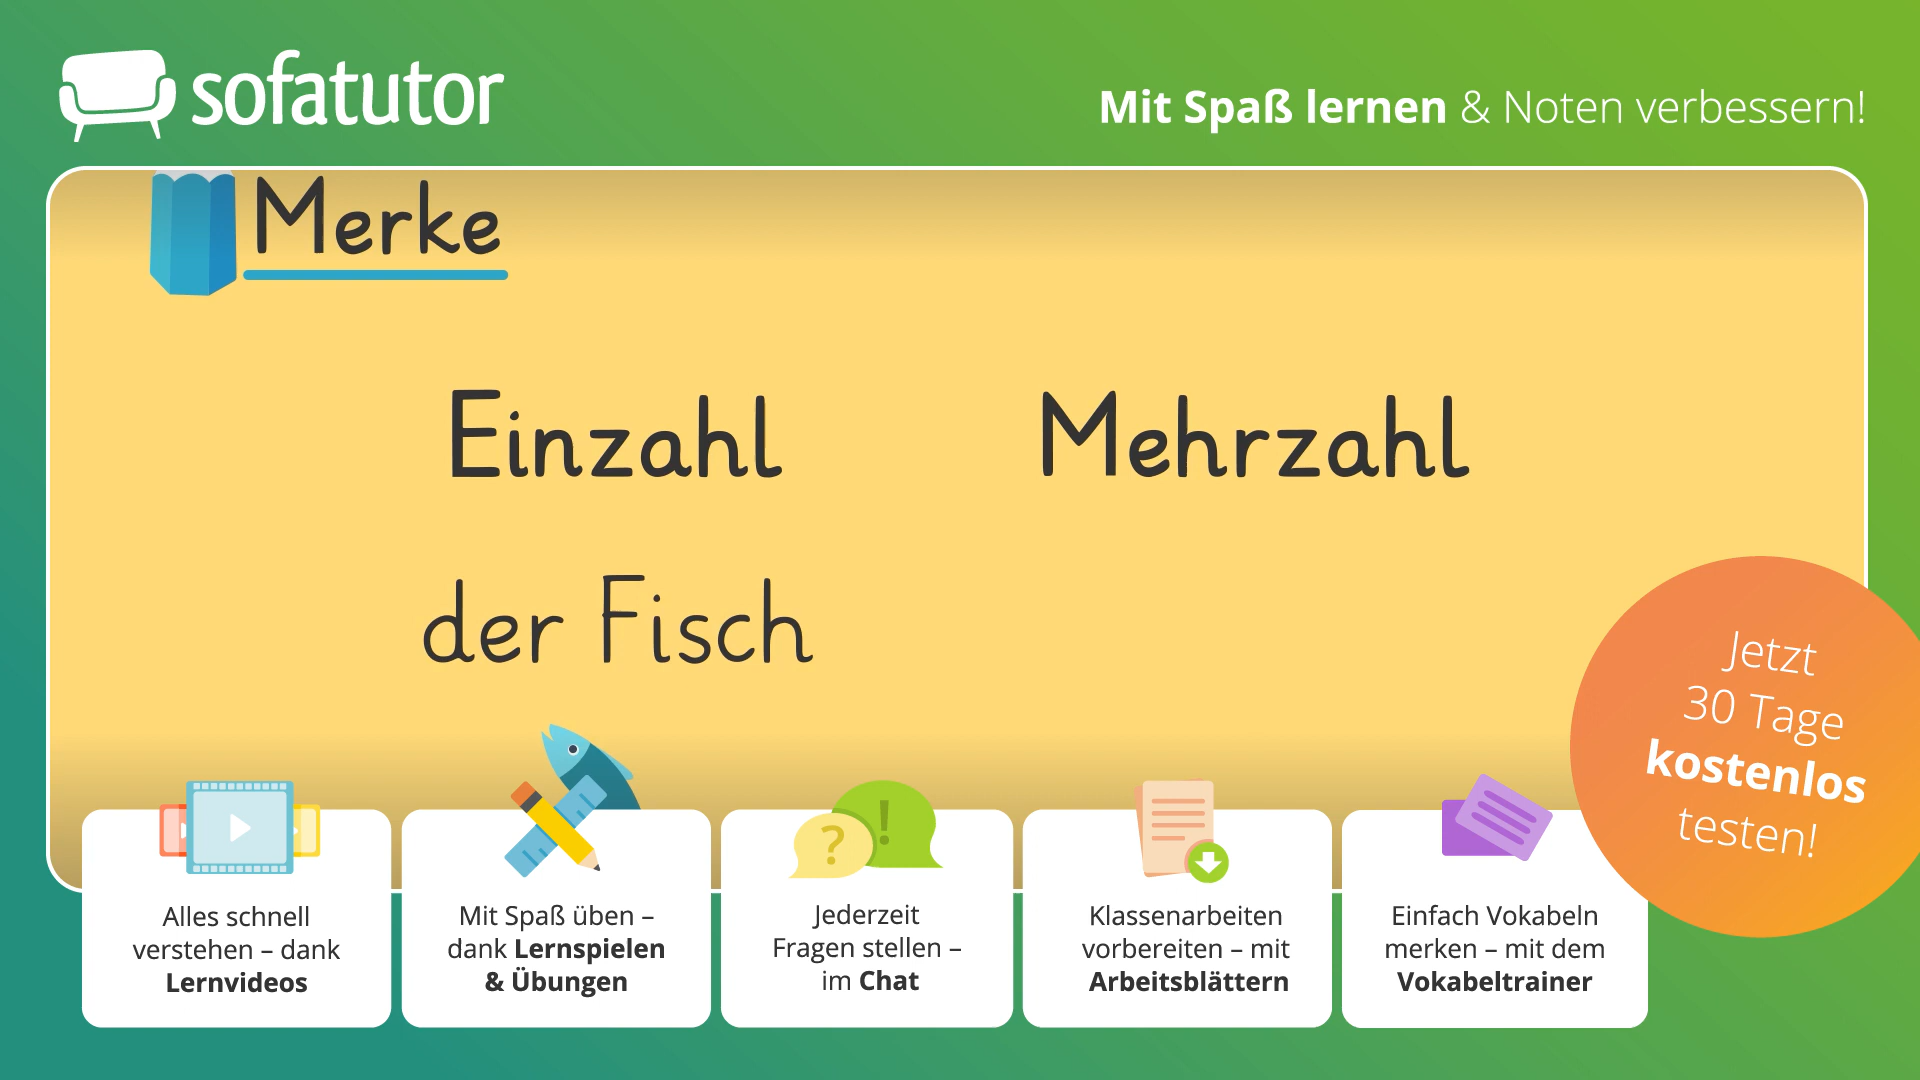 sofatutor
Mit Spaß lernen & Noten verbessern!
Merke
Einzahl Mehrzahl
der Fisch
Jetzt
30 Tage
kostenlos
testen!
? !
Alles schnell
verstehen – dank
Lernvideos
Mit Spaß üben –
dank Lernspielen
& Übungen
Jederzeit
Fragen stellen –
im Chat
Klassenarbeiten
vorbereiten – mit
Arbeitsblättern
Einfach Vokabeln
merken – mit dem
Vokabeltrainer